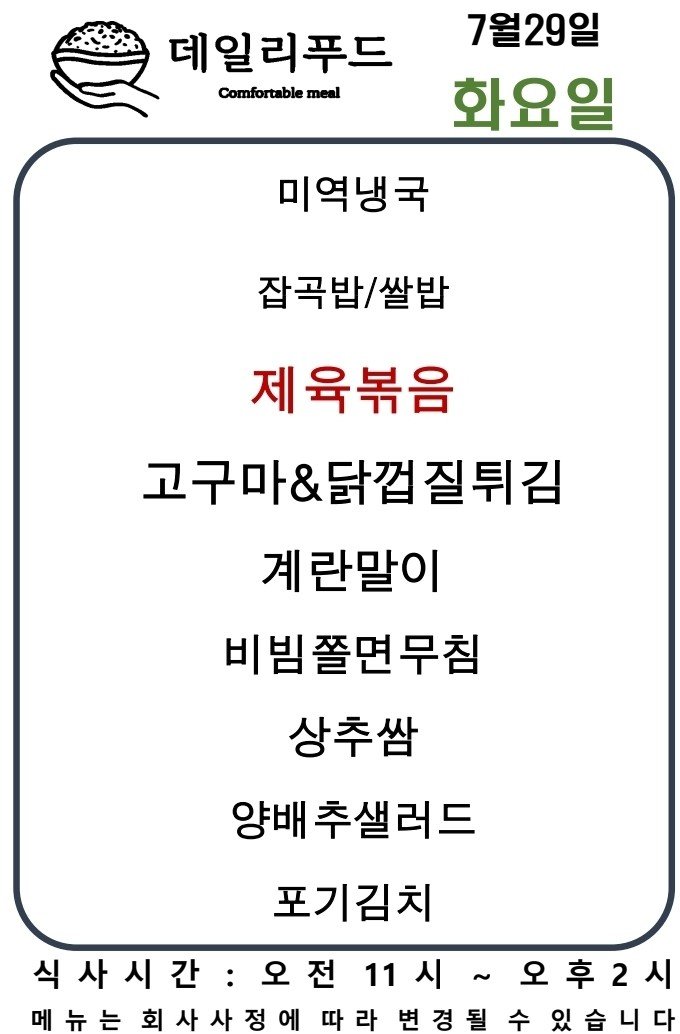 데일리푸드
Comfortable meal
7월29일
화요일
미역냉국
잡곡밥/쌀밥
제육볶음
고구마&닭껍질튀김
계란말이
비빔쫄면무침
상추쌈
양배추샐러드
포기김치
식사시간 : 오전 11시 ~ 오후2시
메뉴는 회사사정에 따라 변경될 수 있습니다